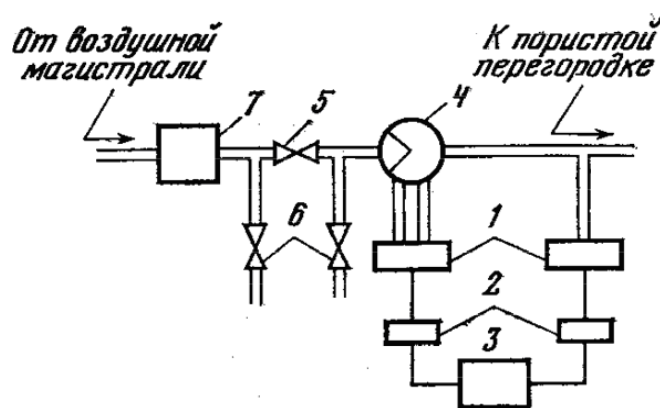 От воздушной
магистрали
К пористой
перегородке
7
5
4
6
1
2
3